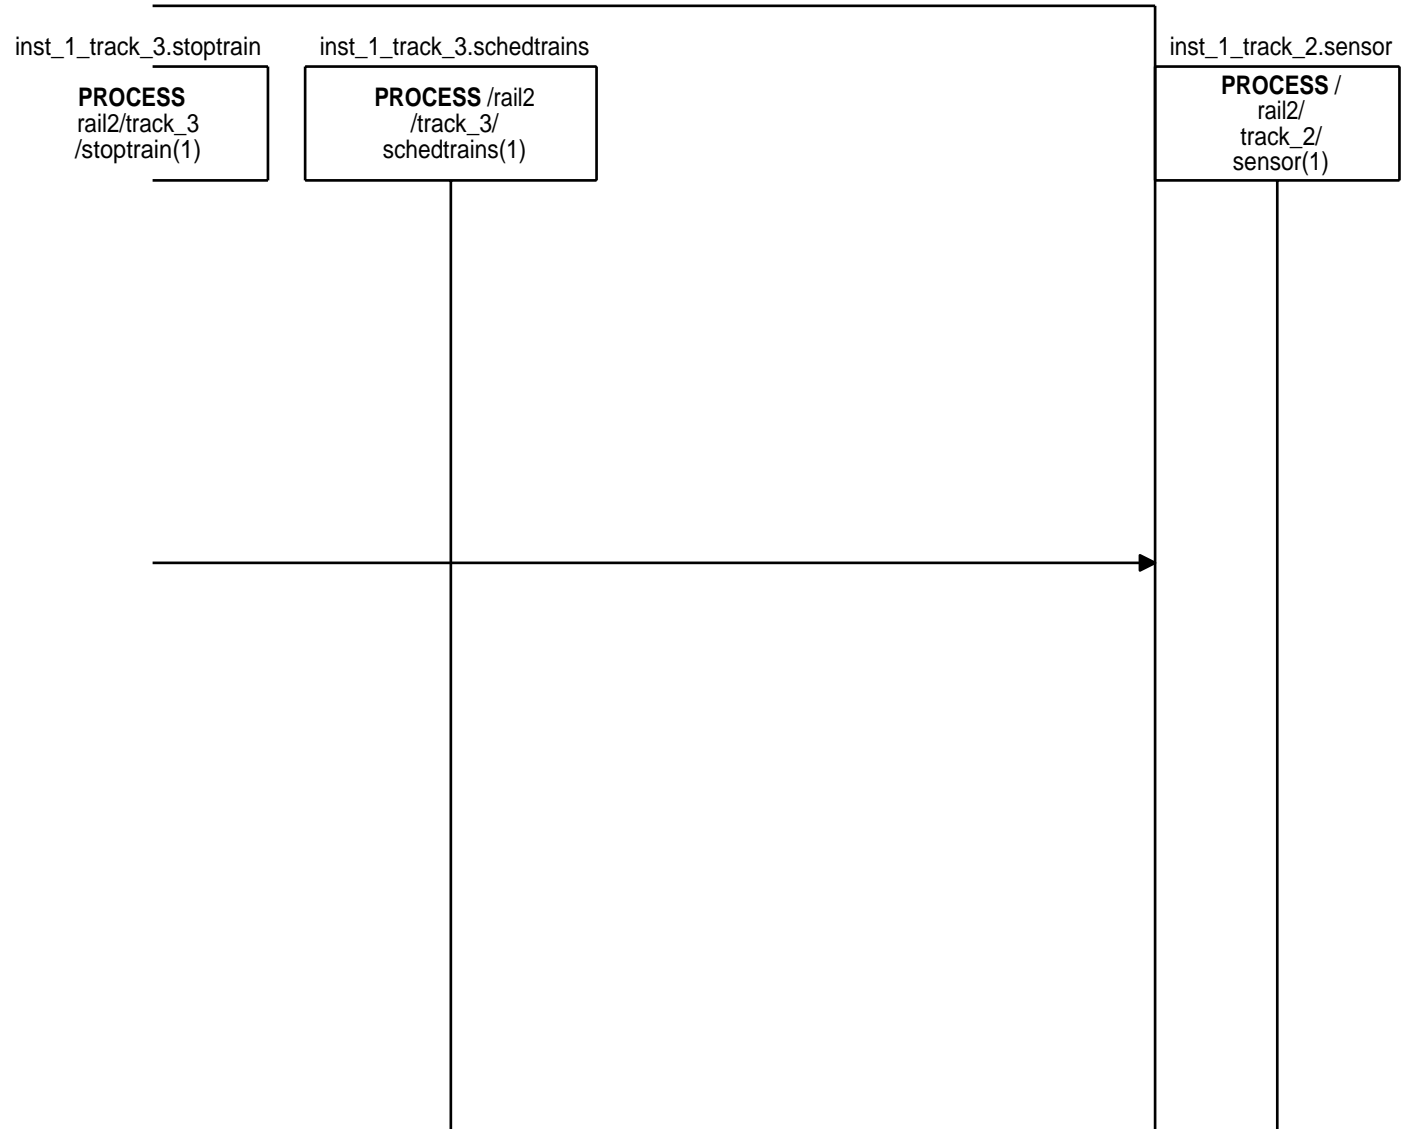 inst_1_track_3.stoptrain
inst_1_track_3.schedtrains
inst_1_track_2.sensor
PROCESS
rail2/track_3
/stoptrain(1)
PROCESS /rail2
/track_3/
schedtrains(1)
PROCESS /
rail2/
track_2/
sensor(1)